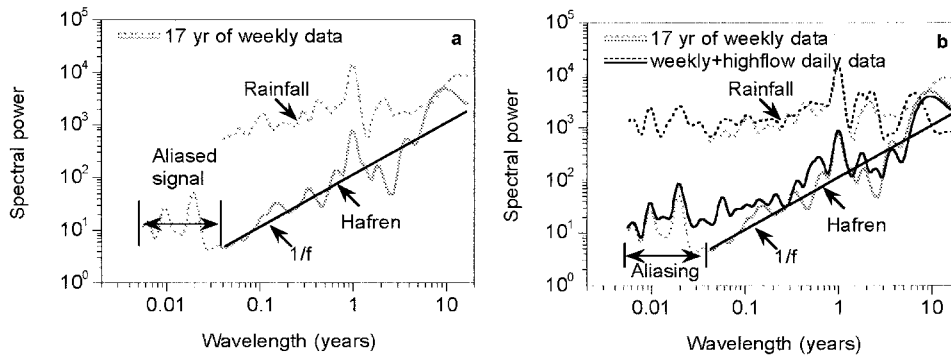 a
17 yr of weekly data
10^5
10^4
10^3
10^2
10^1
10^0
Spectral power
Rainfall
Aliased
signal
Hafren
1/f
0.01
0.1
1
10
Wavelength (years)
b
17 yr of weekly data
weekly+highflow daily data
10^5
10^4
10^3
10^2
10^1
10^0
Spectral power
Rainfall
Hafren
Aliasing
1/f
0.01
0.1
1
10
Wavelength (years)